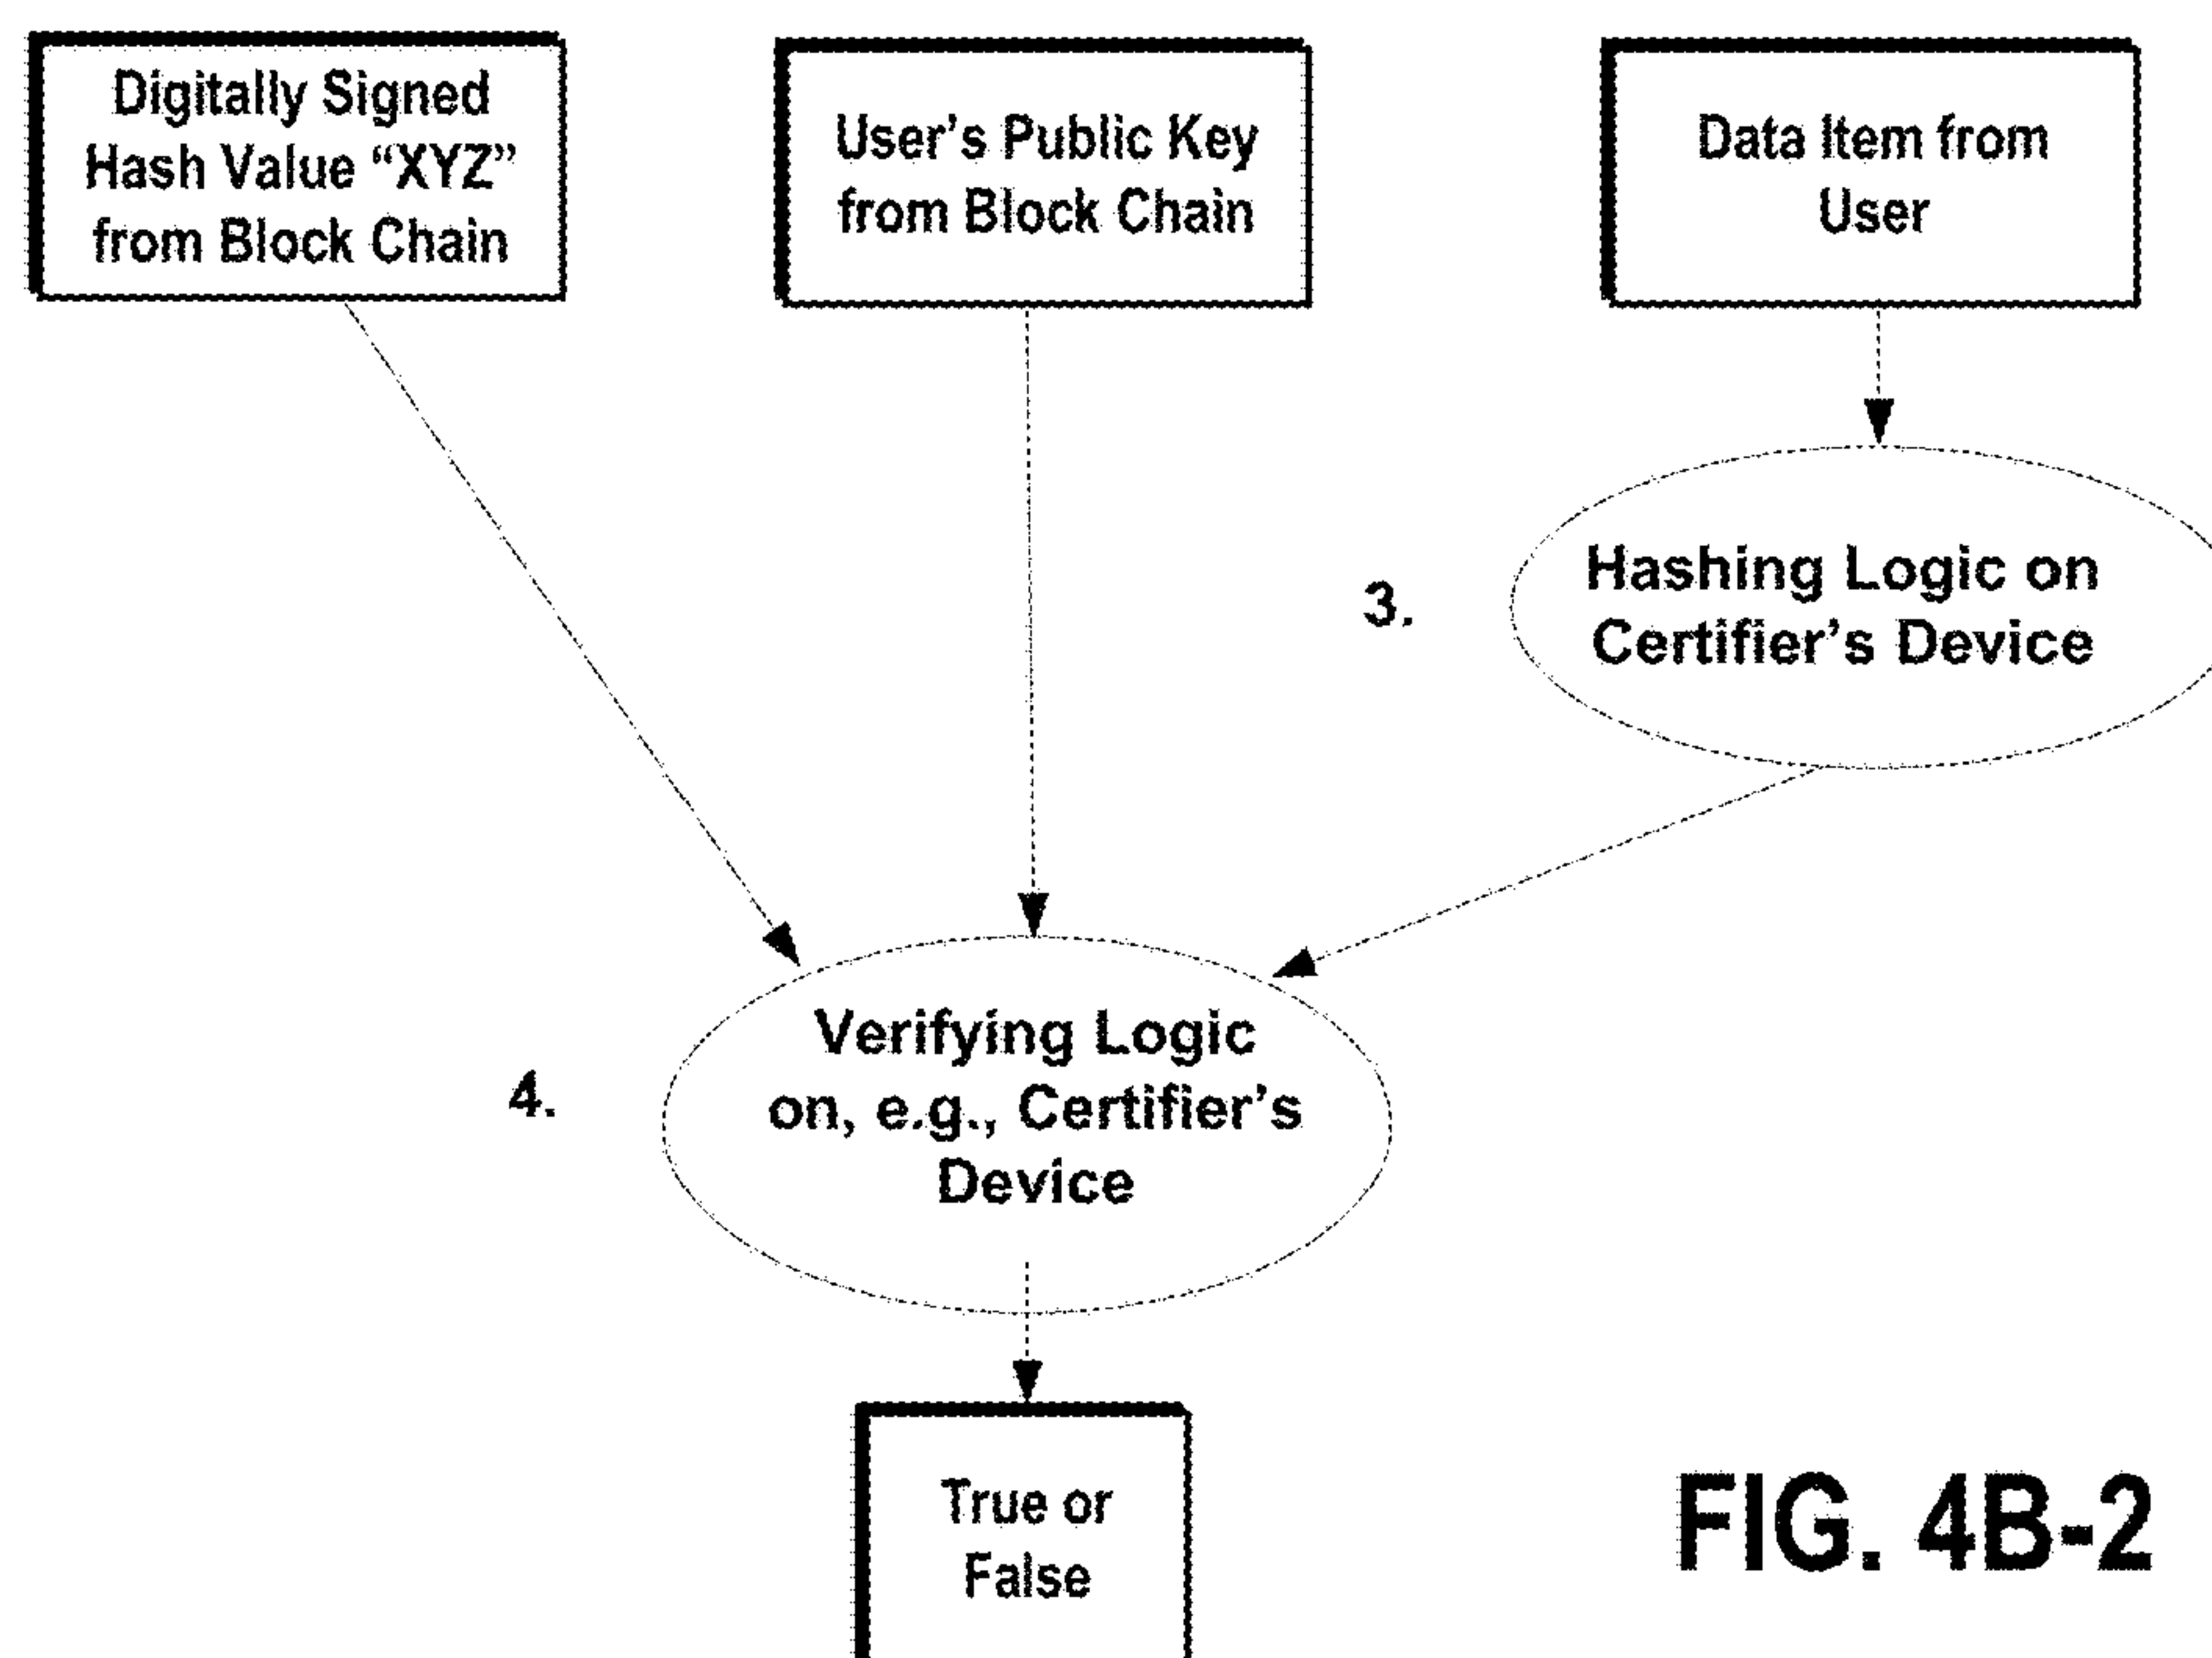 Digitally Signed
Hash Value “XYZ”
from Block Chain
User’s Public Key
from Block Chain
Data Item from
User
3.
Hashing Logic on
Certifier’s Device
4.
Verifying Logic
on, e.g., Certifier’s
Device
True or
False
FIG. 4B-2